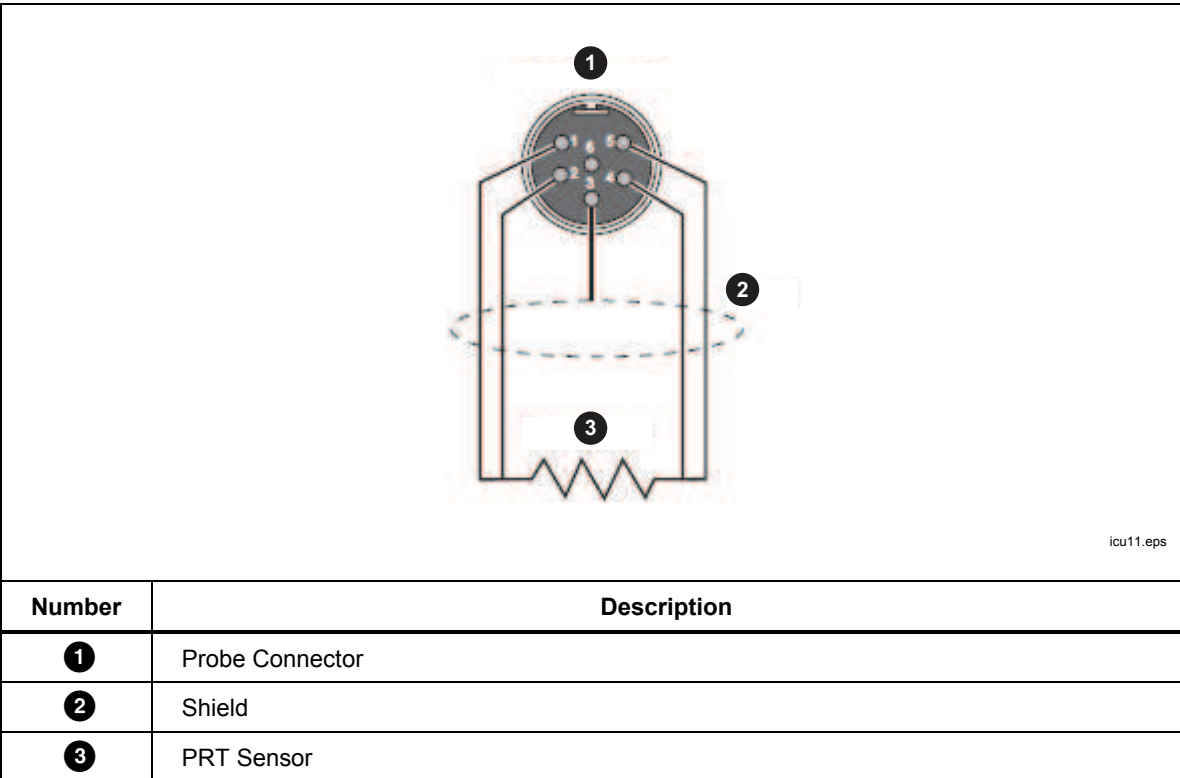 1
1 6 5
2 3 4
2
3
icu11.eps
Number Description
1 Probe Connector
2 Shield
3 PRT Sensor